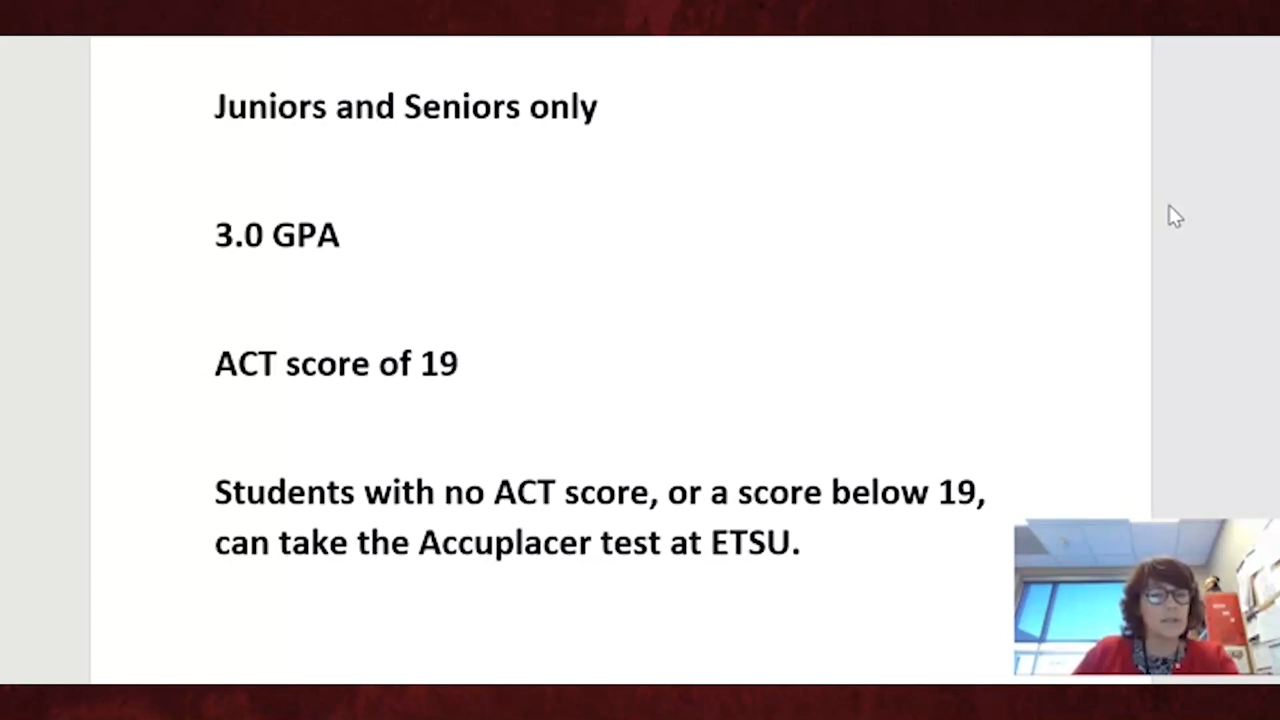 Juniors and Seniors only
3.0 GPA
ACT score of 19
Students with no ACT score, or a score below 19,
can take the Accuplacer test at ETSU.